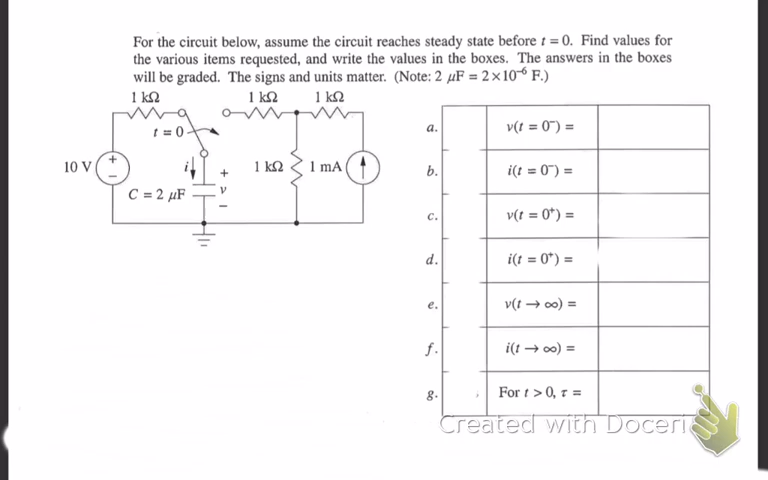 For the circuit below, assume the circuit reaches steady state before t = 0. Find values for
the various items requested, and write the values in the boxes. The answers in the boxes
will be graded. The signs and units matter. (Note: 2 μF = 2×10⁻⁶ F.)
1 kΩ 1 kΩ 1 kΩ
t = 0
10 V + − i + v − 1 kΩ 1 mA
C = 2 μF
a. v(t = 0⁻) =
b. i(t = 0⁻) =
c. v(t = 0⁺) =
d. i(t = 0⁺) =
e. v(t → ∞) =
f. i(t → ∞) =
g. For t > 0, τ =
Created with Doceri